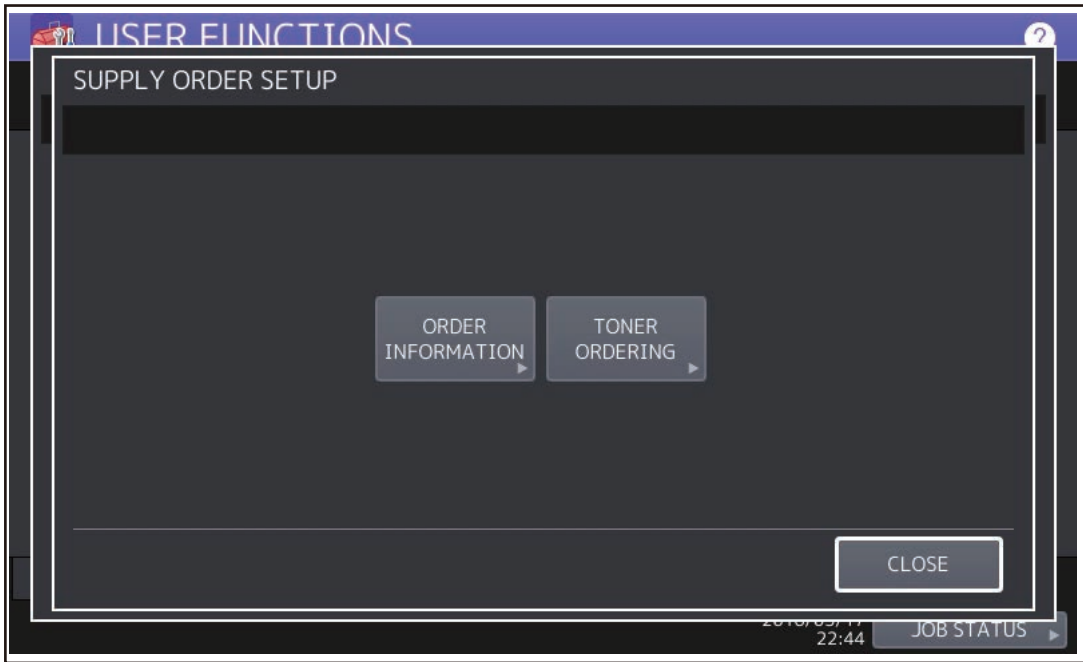 USER FUNCTIONS
?
SUPPLY ORDER SETUP
ORDER
INFORMATION
TONER
ORDERING
CLOSE
22:44
JOB STATUS